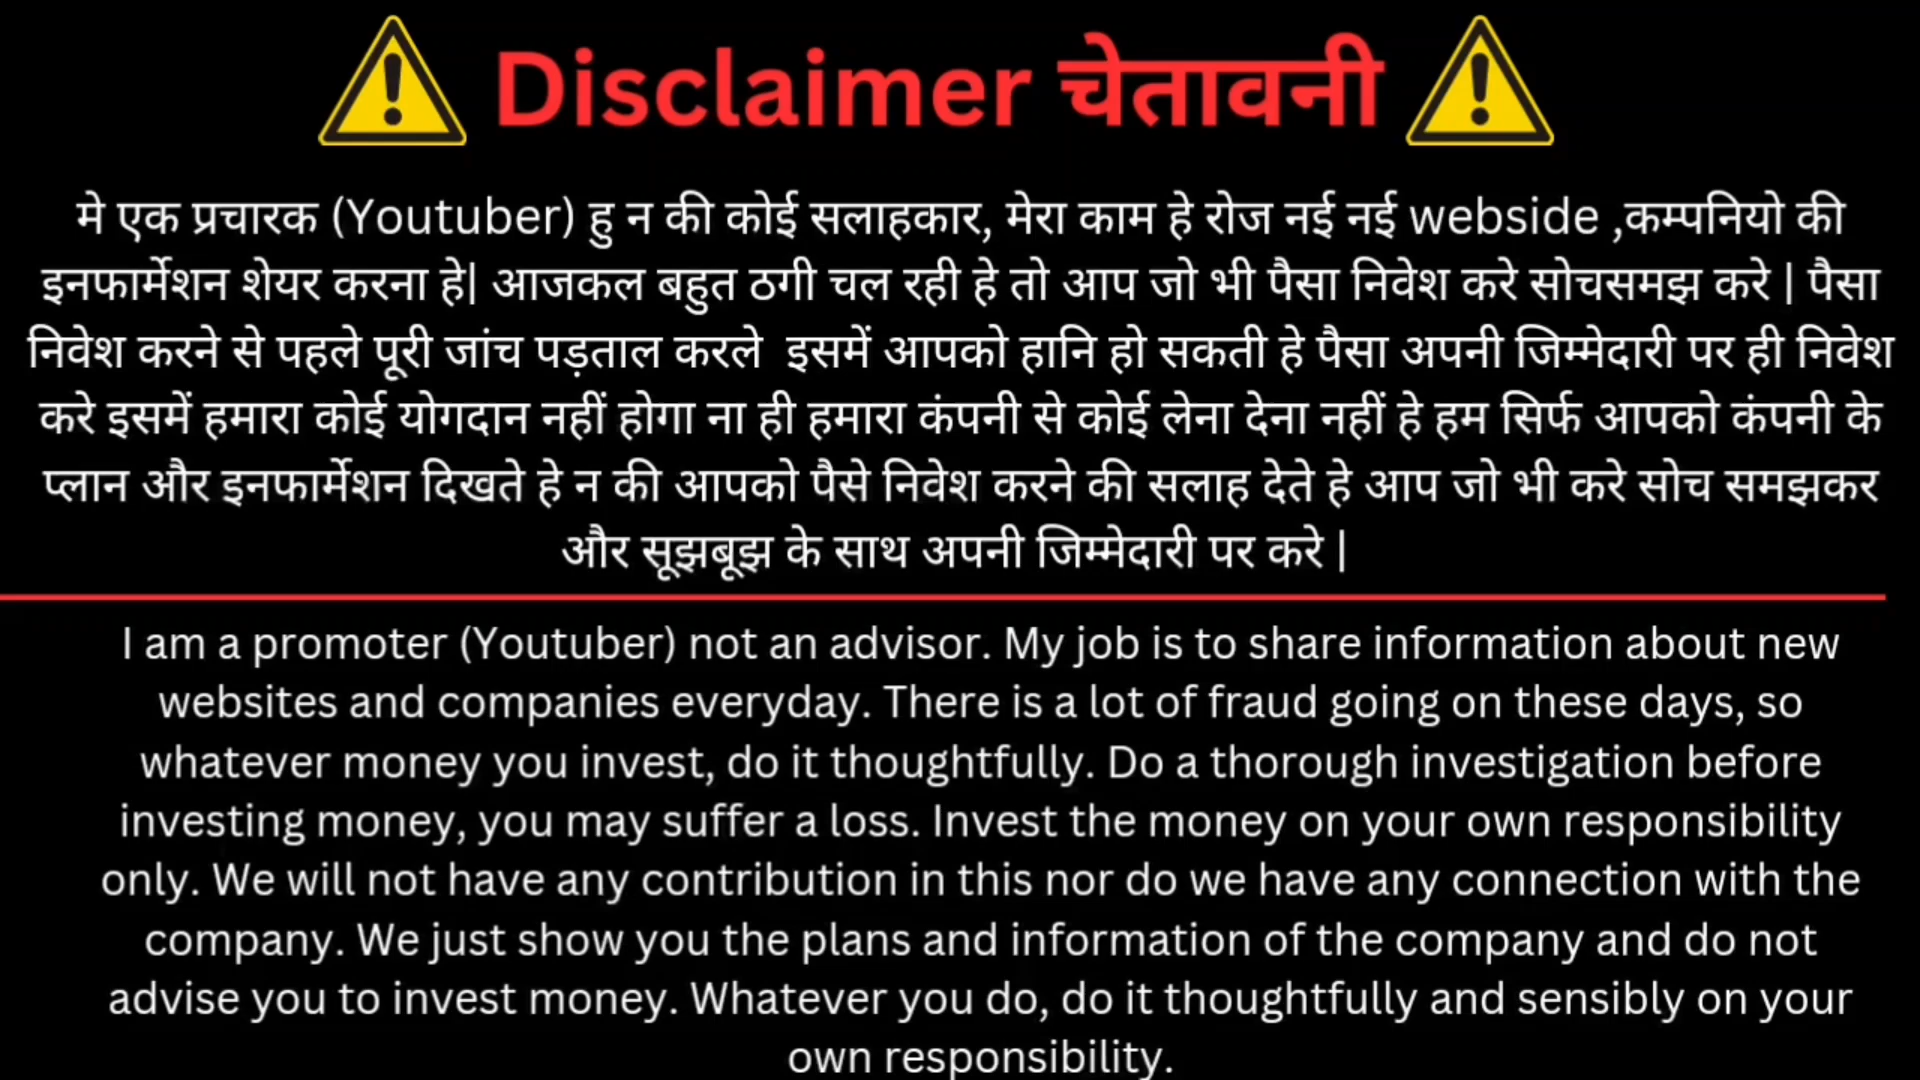 Disclaimer चेतावनी
मे एक प्रचारक (Youtuber) हु न की कोई सलाहकार, मेरा काम हे रोज नई नई webside ,कम्पनियो की
इनफार्मेशन शेयर करना हे| आजकल बहुत ठगी चल रही हे तो आप जो भी पैसा निवेश करे सोचसमझ करे | पैसा
निवेश करने से पहले पूरी जांच पड़ताल करले इसमें आपको हानि हो सकती हे पैसा अपनी जिम्मेदारी पर ही निवेश
करे इसमें हमारा कोई योगदान नहीं होगा ना ही हमारा कंपनी से कोई लेना देना नहीं हे हम सिर्फ आपको कंपनी के
प्लान और इनफार्मेशन दिखते हे न की आपको पैसे निवेश करने की सलाह देते हे आप जो भी करे सोच समझकर
और सूझबूझ के साथ अपनी जिम्मेदारी पर करे |
I am a promoter (Youtuber) not an advisor. My job is to share information about new
websites and companies everyday. There is a lot of fraud going on these days, so
whatever money you invest, do it thoughtfully. Do a thorough investigation before
investing money, you may suffer a loss. Invest the money on your own responsibility
only. We will not have any contribution in this nor do we have any connection with the
company. We just show you the plans and information of the company and do not
advise you to invest money. Whatever you do, do it thoughtfully and sensibly on your
own responsibility.